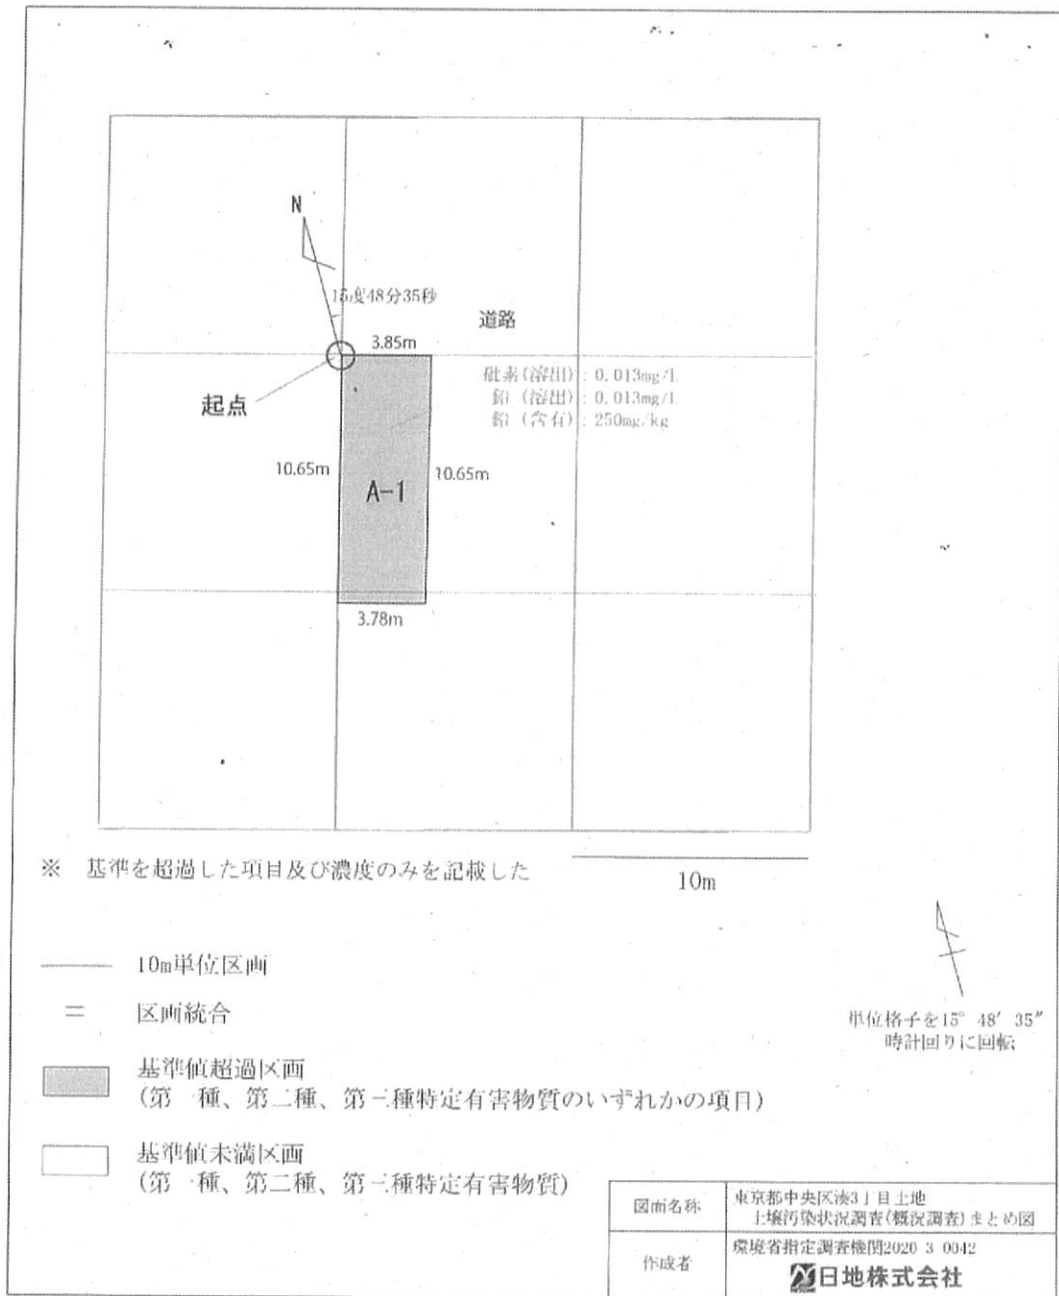 N
15度48分35秒
道路
3.85m
起点
砒素(溶出): 0.013mg/L
鉛 (溶出): 0.013mg/L
鉛 (含有): 250mg/kg
10.65m
10.65m
A-1
3.78m
※ 基準を超過した項目及び濃度のみを記載した
10m
10m単位区画
区画統合
単位格子を15° 48′ 35″
時計回りに回転
基準値超過区画
(第一種、第二種、第三種特定有害物質のいずれかの項目)
基準値未満区画
(第一種、第二種、第三種特定有害物質)
図面名称
東京都中央区湊3丁目土地
土壌汚染状況調査(概況調査)まとめ図
作成者
環境省指定調査機関2020 3 0042
日地株式会社